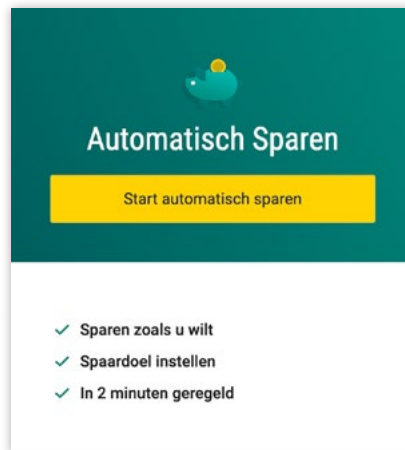 Automatisch Sparen
Start automatisch sparen
Sparen zoals u wilt
Spaardoel instellen
In 2 minuten geregeld